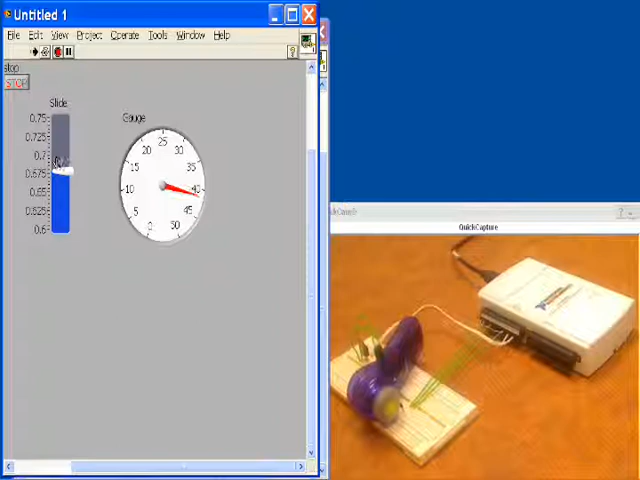 Untitled 1
File Edit View Project Operate Tools Window Help
?
stop
STOP
Slide
0.75
0.725
0.7
0.675
0.65
0.625
0.6
Gauge
0
5
10
15
20
25
30
35
40
45
50
QuickCapture